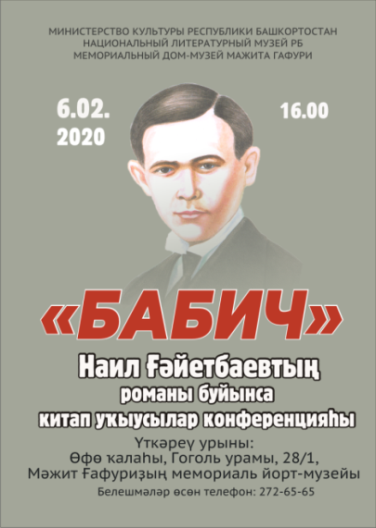 МИНИСТЕРСТВО КУЛЬТУРЫ РЕСПУБЛИКИ БАШКОРТОСТАН
НАЦИОНАЛЬНЫЙ ЛИТЕРАТУРНЫЙ МУЗЕЙ РБ
МЕМОРИАЛЬНЫЙ ДОМ-МУЗЕЙ МАЖИТА ГАФУРИ
6.02.
2020
16.00
«БАБИЧ»
Наил Ғәйетбаевтың
романы буйынса
китап уҡыусылар конференцияһы
Үткәреү урыны:
Өфө ҡалаһы, Гоголь урамы, 28/1,
Мәжит Ғафуриҙың мемориаль йорт-музейы
Белешмәләр өсөн телефон: 272-65-65